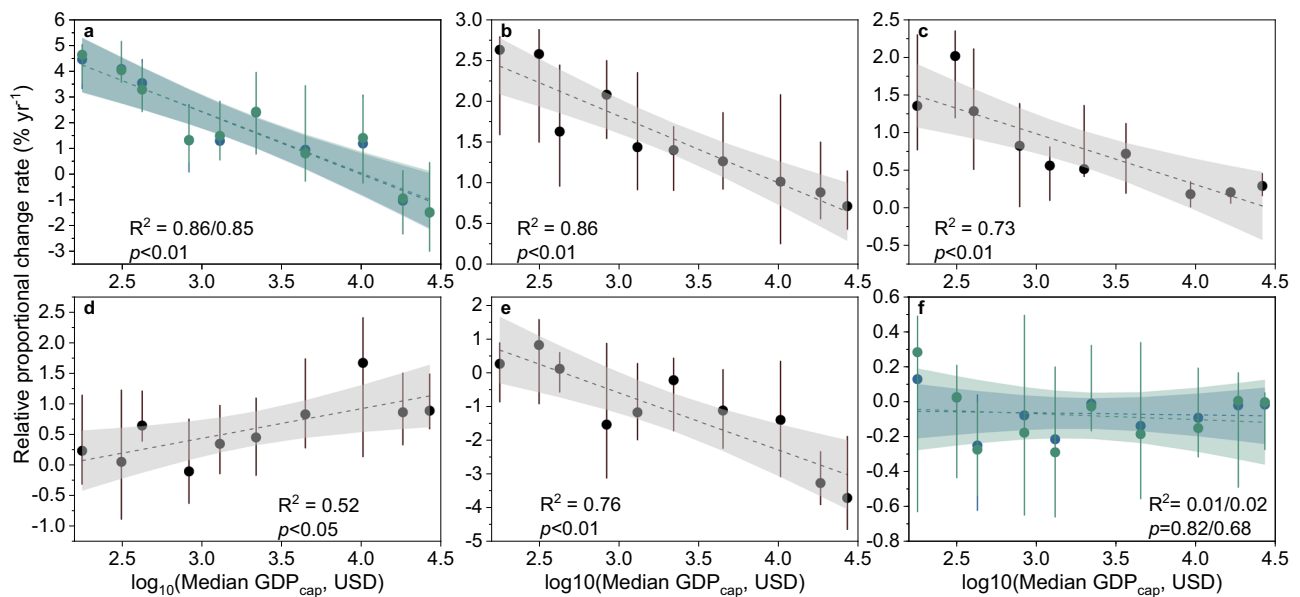 Relative proportional change rate (% yr⁻¹)
a
6
5
4
3
2
1
0
-1
-2
-3
R² = 0.86/0.85
p<0.01
2.5 3.0 3.5 4.0 4.5
b
3.0
2.5
2.0
1.5
1.0
0.5
0.0
R² = 0.86
p<0.01
2.5 3.0 3.5 4.0 4.5
c
2.5
2.0
1.5
1.0
0.5
0.0
-0.5
R² = 0.73
p<0.01
2.5 3.0 3.5 4.0 4.5
d
2.5
2.0
1.5
1.0
0.5
0.0
-0.5
-1.0
R² = 0.52
p<0.05
2.5 3.0 3.5 4.0 4.5
log₁₀(Median GDP_cap, USD)
e
2
1
0
-1
-2
-3
-4
-5
R² = 0.76
p<0.01
2.5 3.0 3.5 4.0 4.5
log10(Median GDP_cap, USD)
f
0.6
0.4
0.2
0.0
-0.2
-0.4
-0.6
-0.8
R²= 0.01/0.02
p=0.82/0.68
2.5 3.0 3.5 4.0 4.5
log10(Median GDP_cap, USD)